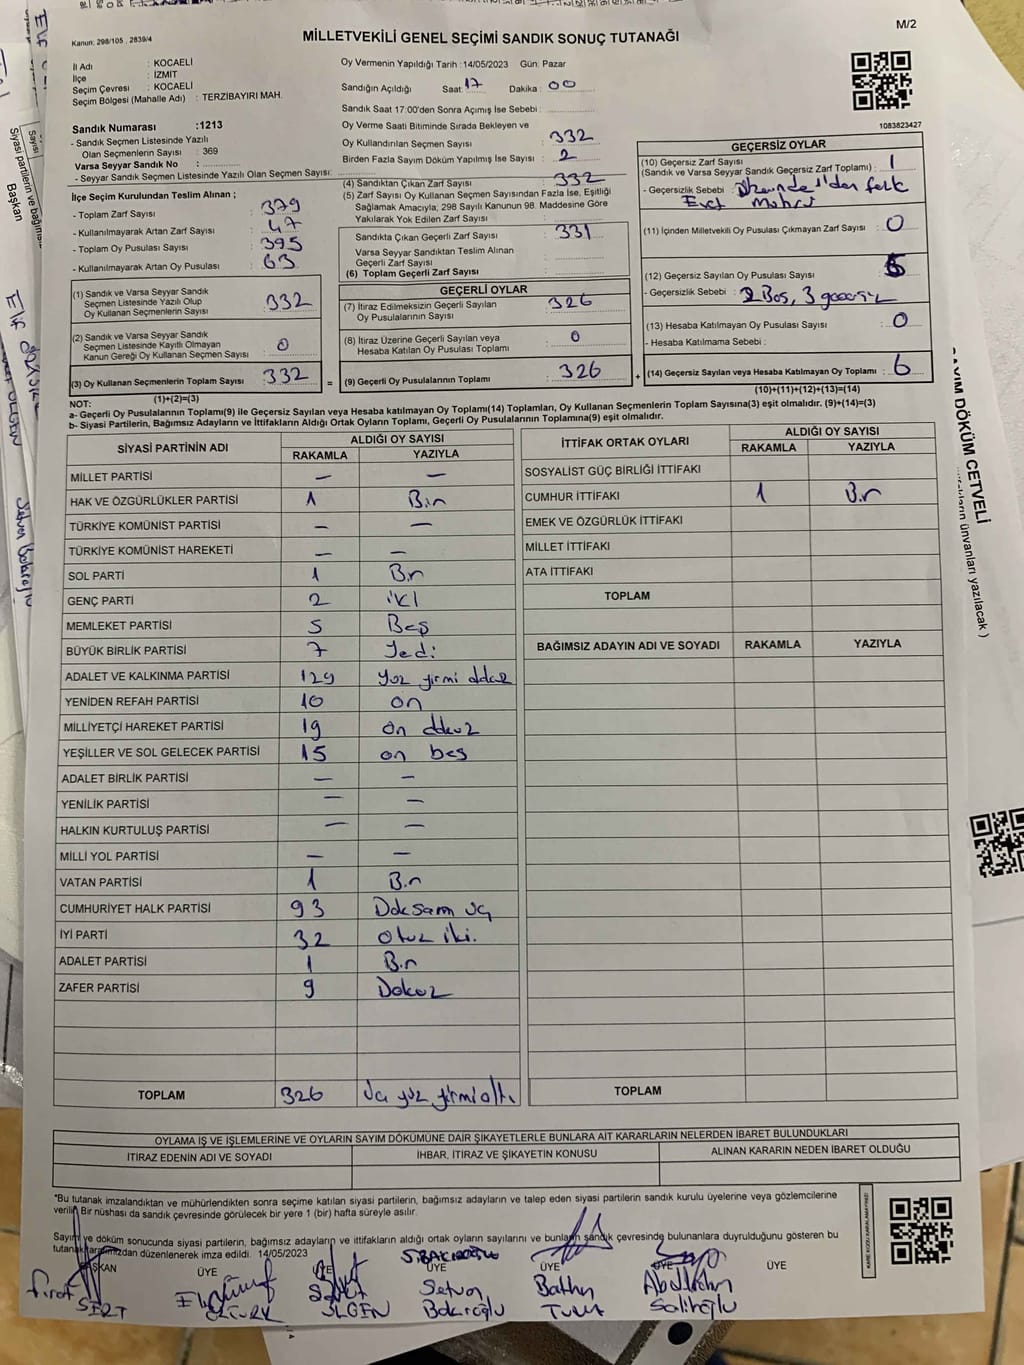 M/2
Kanun: 298/105 , 2839/4
MİLLETVEKİLİ GENEL SEÇİMİ SANDIK SONUÇ TUTANAĞI
İl Adı : KOCAELİ
İlçe : İZMİT
Seçim Çevresi : KOCAELİ
Seçim Bölgesi (Mahalle Adı) : TERZİBAYIRI MAH.
Oy Vermenin Yapıldığı Tarih : 14/05/2023 Gün: Pazar
Sandığın Açıldığı Saat: 17 Dakika : 00
Sandık Saat 17:00'den Sonra Açımış İse Sebebi :
Oy Verme Saati Bitiminde Sırada Bekleyen ve
Oy Kullandırılan Seçmen Sayısı : 332
Birden Fazla Sayım Döküm Yapılmış İse Sayısı : 2
1083823427
Sandık Numarası :1213
- Sandık Seçmen Listesinde Yazılı
Olan Seçmenlerin Sayısı : 369
Varsa Seyyar Sandık No :
- Seyyar Sandık Seçmen Listesinde Yazılı Olan Seçmen Sayısı:
İlçe Seçim Kurulundan Teslim Alınan ;
- Toplam Zarf Sayısı : 379
- Kullanılmayarak Artan Zarf Sayısı : 47
- Toplam Oy Pusulası Sayısı : 395
- Kullanılmayarak Artan Oy Pusulası : 63
(4) Sandıktan Çıkan Zarf Sayısı : 332
(5) Zarf Sayısı Oy Kullanan Seçmen Sayısından Fazla İse, Eşitliği
Sağlamak Amacıyla; 298 Sayılı Kanunun 98. Maddesine Göre
Yakılarak Yok Edilen Zarf Sayısı :
Sandıkta Çıkan Geçerli Zarf Sayısı : 331
Varsa Seyyar Sandıktan Teslim Alınan
Geçerli Zarf Sayısı :
(6) Toplam Geçerli Zarf Sayısı :
GEÇERSİZ OYLAR
(10) Geçersiz Zarf Sayısı : 1
(Sandık ve Varsa Seyyar Sandık Geçersiz Zarf Toplamı)
- Geçersizlik Sebebi :
Evet
(11) İçinden Milletvekili Oy Pusulası Çıkmayan Zarf Sayısı : 0
(12) Geçersiz Sayılan Oy Pusulası Sayısı : 5
- Geçersizlik Sebebi : 2 Boş, 3
(13) Hesaba Katılmayan Oy Pusulası Sayısı : 0
- Hesaba Katılmama Sebebi :
(14) Geçersiz Sayılan veya Hesaba Katılmayan Oy Toplamı : 6
(10)+(11)+(12)+(13)=(14)
(1) Sandık ve Varsa Seyyar Sandık
Seçmen Listesinde Yazılı Olup
Oy Kullanan Seçmenlerin Sayısı : 332
(2) Sandık ve Varsa Seyyar Sandık
Seçmen Listesinde Kayıtlı Olmayan
Kanun Gereği Oy Kullanan Seçmen Sayısı : 0
(3) Oy Kullanan Seçmenlerin Toplam Sayısı : 332
(1)+(2)=(3)
=
GEÇERLİ OYLAR
(7) İtiraz Edilmeksizin Geçerli Sayılan
Oy Pusulalarının Sayısı : 326
(8) İtiraz Üzerine Geçerli Sayılan veya
Hesaba Katılan Oy Pusulası Toplamı : 0
(9) Geçerli Oy Pusulalarının Toplamı : 326
+
NOT:
a- Geçerli Oy Pusulalarının Toplamı(9) ile Geçersiz Sayılan veya Hesaba katılmayan Oy Toplamı(14) Toplamları, Oy Kullanan Seçmenlerin Toplam Sayısına(3) eşit olmalıdır. (9)+(14)=(3)
b- Siyasi Partilerin, Bağımsız Adayların ve İttifakların Aldığı Ortak Oyların Toplamı, Geçerli Oy Pusulalarının Toplamına(9) eşit olmalıdır.
SİYASİ PARTİNİN ADI ALDIĞI OY SAYISI
RAKAMLA YAZIYLA
MİLLET PARTİSİ — —
HAK VE ÖZGÜRLÜKLER PARTİSİ 1 Bir
TÜRKİYE KOMÜNİST PARTİSİ — —
TÜRKİYE KOMÜNİST HAREKETİ — —
SOL PARTİ 1 Bir
GENÇ PARTİ 2 iki
MEMLEKET PARTİSİ 5 Beş
BÜYÜK BİRLİK PARTİSİ 7 Yedi
ADALET VE KALKINMA PARTİSİ 129 Yüz yirmi dokuz
YENİDEN REFAH PARTİSİ 10 on
MİLLİYETÇİ HAREKET PARTİSİ 19 on dokuz
YEŞİLLER VE SOL GELECEK PARTİSİ 15 on beş
ADALET BİRLİK PARTİSİ — —
YENİLİK PARTİSİ — —
HALKIN KURTULUŞ PARTİSİ — —
MİLLİ YOL PARTİSİ — —
VATAN PARTİSİ 1 Bir
CUMHURİYET HALK PARTİSİ 93 Doksan üç
İYİ PARTİ 32 Otuz iki.
ADALET PARTİSİ 1 Bir
ZAFER PARTİSİ 9 Dokuz
TOPLAM 326 Üç yüz yirmi altı
İTTİFAK ORTAK OYLARI ALDIĞI OY SAYISI
RAKAMLA YAZIYLA
SOSYALİST GÜÇ BİRLİĞİ İTTİFAKI
CUMHUR İTTİFAKI 1 Bir
EMEK VE ÖZGÜRLÜK İTTİFAKI
MİLLET İTTİFAKI
ATA İTTİFAKI
TOPLAM
BAĞIMSIZ ADAYIN ADI VE SOYADI RAKAMLA YAZIYLA
TOPLAM
OYLAMA İŞ VE İŞLEMLERİNE VE OYLARIN SAYIM DÖKÜMÜNE DAİR ŞİKAYETLERLE BUNLARA AİT KARARLARIN NELERDEN İBARET BULUNDUKLARI
İTİRAZ EDENİN ADI VE SOYADI İHBAR, İTİRAZ VE ŞİKAYETİN KONUSU ALINAN KARARIN NEDEN İBARET OLDUĞU
"Bu tutanak imzalandıktan ve mühürlendikten sonra seçime katılan siyasi partilerin, bağımsız adayların ve talep eden siyasi partilerin sandık kurulu üyelerine veya gözlemcilerine
verilir. Bir nüshası da sandık çevresinde görülecek bir yere 1 (bir) hafta süreyle asılır.
Sayım ve döküm sonucunda siyasi partilerin, bağımsız adayların ve ittifakların aldığı ortak oyların sayılarını ve bunların sandık çevresinde bulunanlara duyrulduğunu gösteren bu
tutanak tarafımızdan düzenlenerek imza edildi. 14/05/2023
BAŞKAN ÜYE ÜYE ÜYE ÜYE ÜYE ÜYE
Fırat SERT
ÖZTÜRK
S.BAKIROĞLU
SAYIM DÖKÜM CETVELİ
ünvanları yazılacak )
Sayısı
Siyasi partilerin ve bağımsız
Başkan